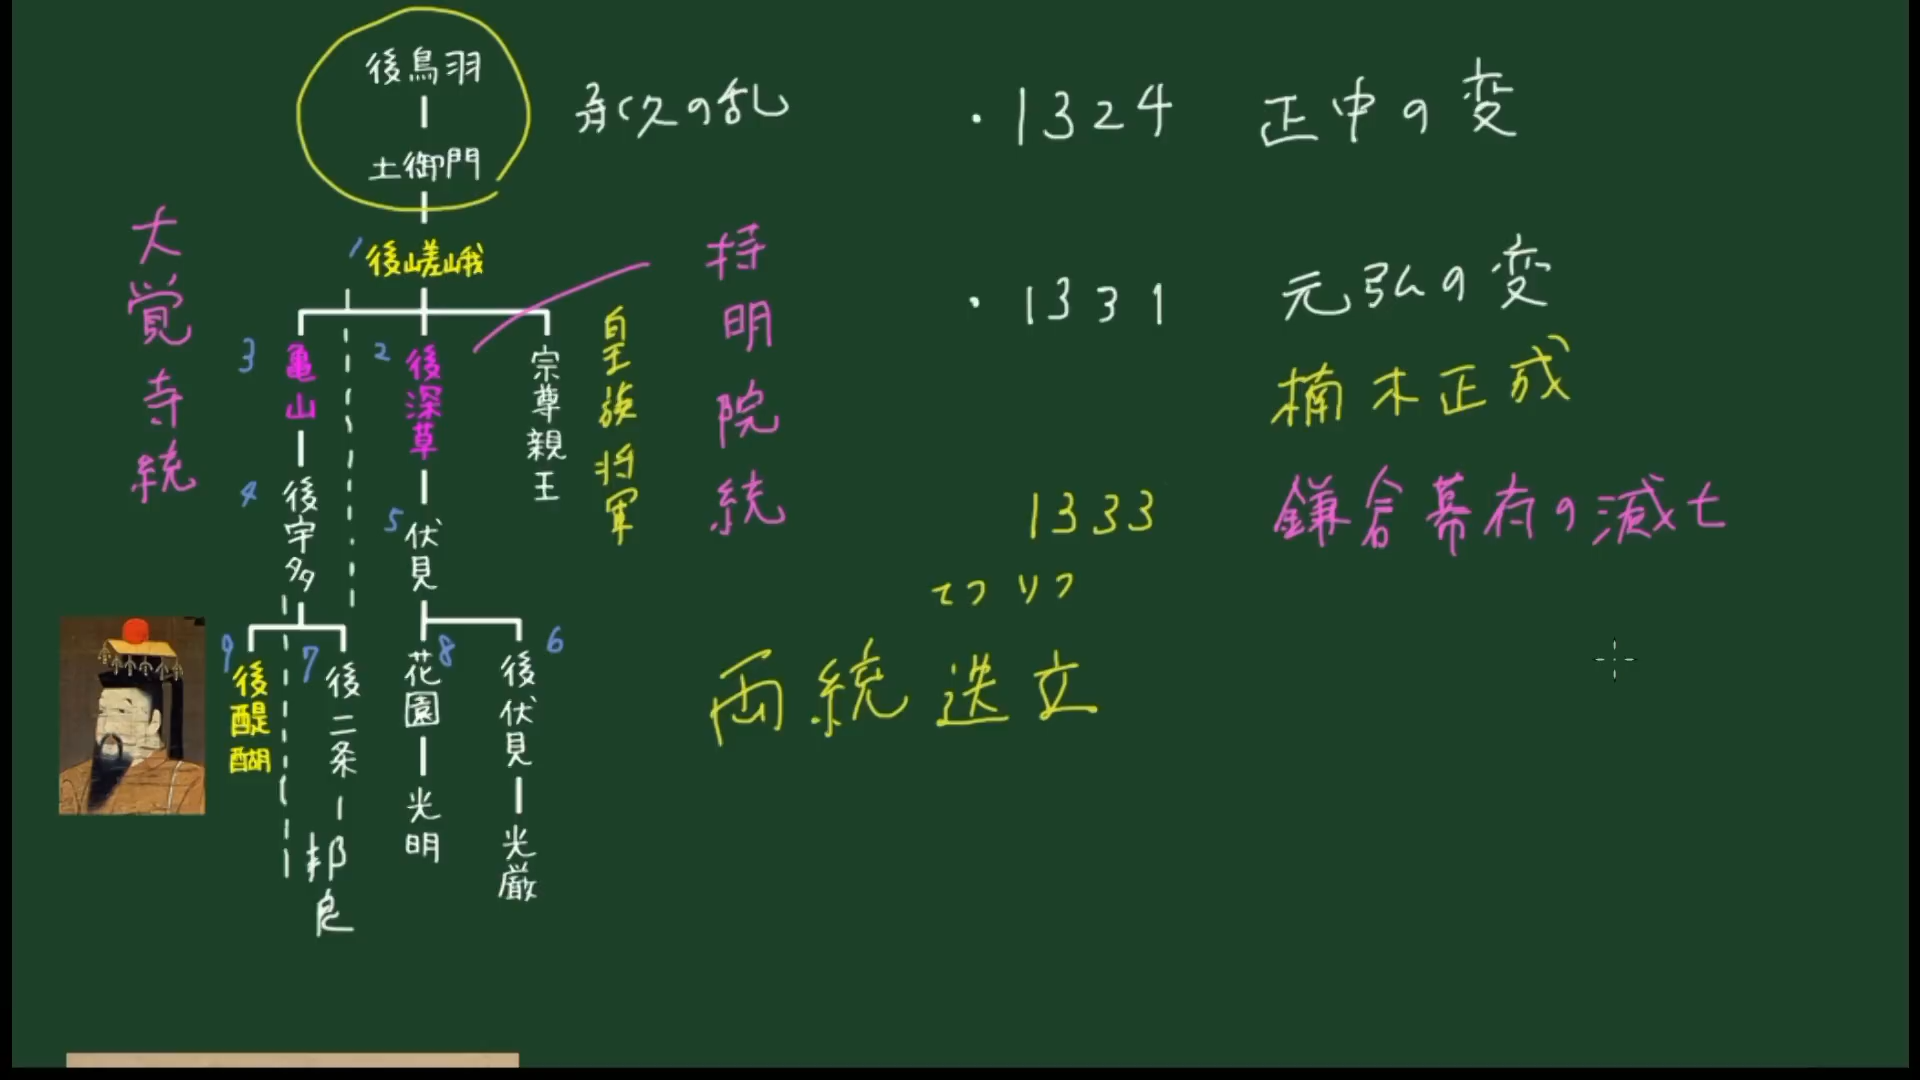 後鳥羽
土御門
承久の乱
1 後嵯峨
大覚寺統
持明院統
3 亀山
2 後深草
宗尊親王
皇族将軍
4 後宇多
5 伏見
9 後醍醐
7 後二条
8 花園
6 後伏見
邦良
光明
光厳
・1324 正中の変
・1331 元弘の変
楠木正成
1333 鎌倉幕府の滅亡
てつりつ
両統迭立